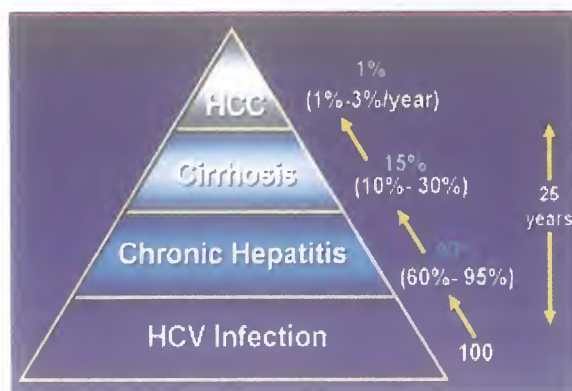 HCC
1%
(1%-3%/year)
Cirrhosis
15%
(10%- 30%)
Chronic Hepatitis
(60%- 95%)
HCV Infection
100
25
years